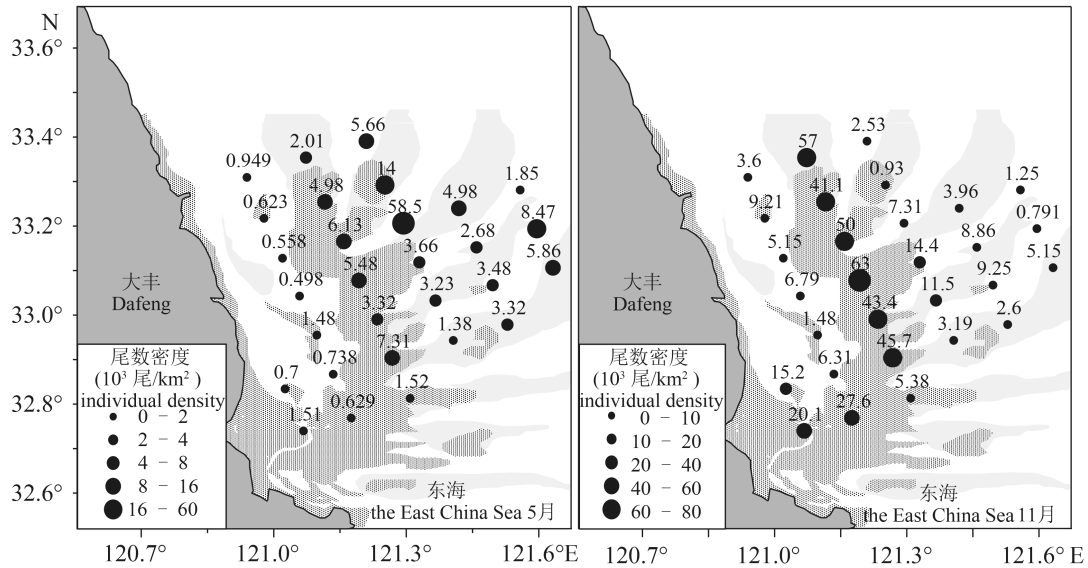 N
33.6°
33.4°
33.2°
33.0°
32.8°
32.6°
5.66
2.01
14
0.949
4.98
1.85
0.623
4.98
58.5
8.47
6.13
2.68
0.558
3.66
5.86
5.48
3.48
0.498
3.23
大丰
Dafeng
3.32
3.32
1.48
1.38
7.31
0.738
0.7
1.52
0.629
1.51
尾数密度
(10³ 尾/km² )
individual density
0 – 2
2 – 4
4 – 8
8 – 16
16 – 60
东海
the East China Sea 5月
120.7°
121.0°
121.3°
121.6° E
2.53
57
0.93
3.6
41.1
1.25
9.21
3.96
7.31
0.791
50
8.86
5.15
14.4
5.15
63
9.25
6.79
11.5
大丰
Dafeng
43.4
2.6
1.48
3.19
45.7
6.31
15.2
5.38
27.6
20.1
尾数密度
(10³ 尾/km² )
individual density
0 – 10
10 – 20
20 – 40
40 – 60
60 – 80
东海
the East China Sea 11月
120.7°
121.0°
121.3°
121.6° E